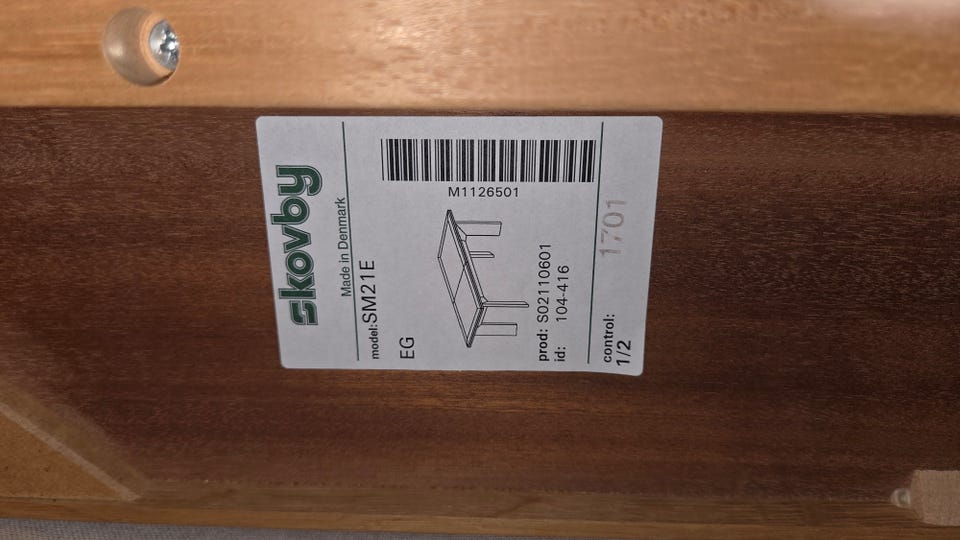 skovby
Made in Denmark
model:SM21E
EG
M1126501
prod: S02110601
id: 104-416
control: 1701
1/2